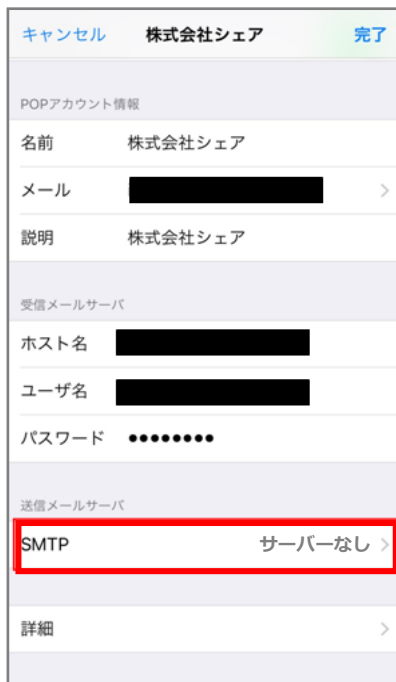 キャンセル 株式会社シェア 完了
POPアカウント情報
名前 株式会社シェア
メール
説明 株式会社シェア
受信メールサーバ
ホスト名
ユーザ名
パスワード ●●●●●●●●
送信メールサーバ
SMTP サーバーなし
詳細